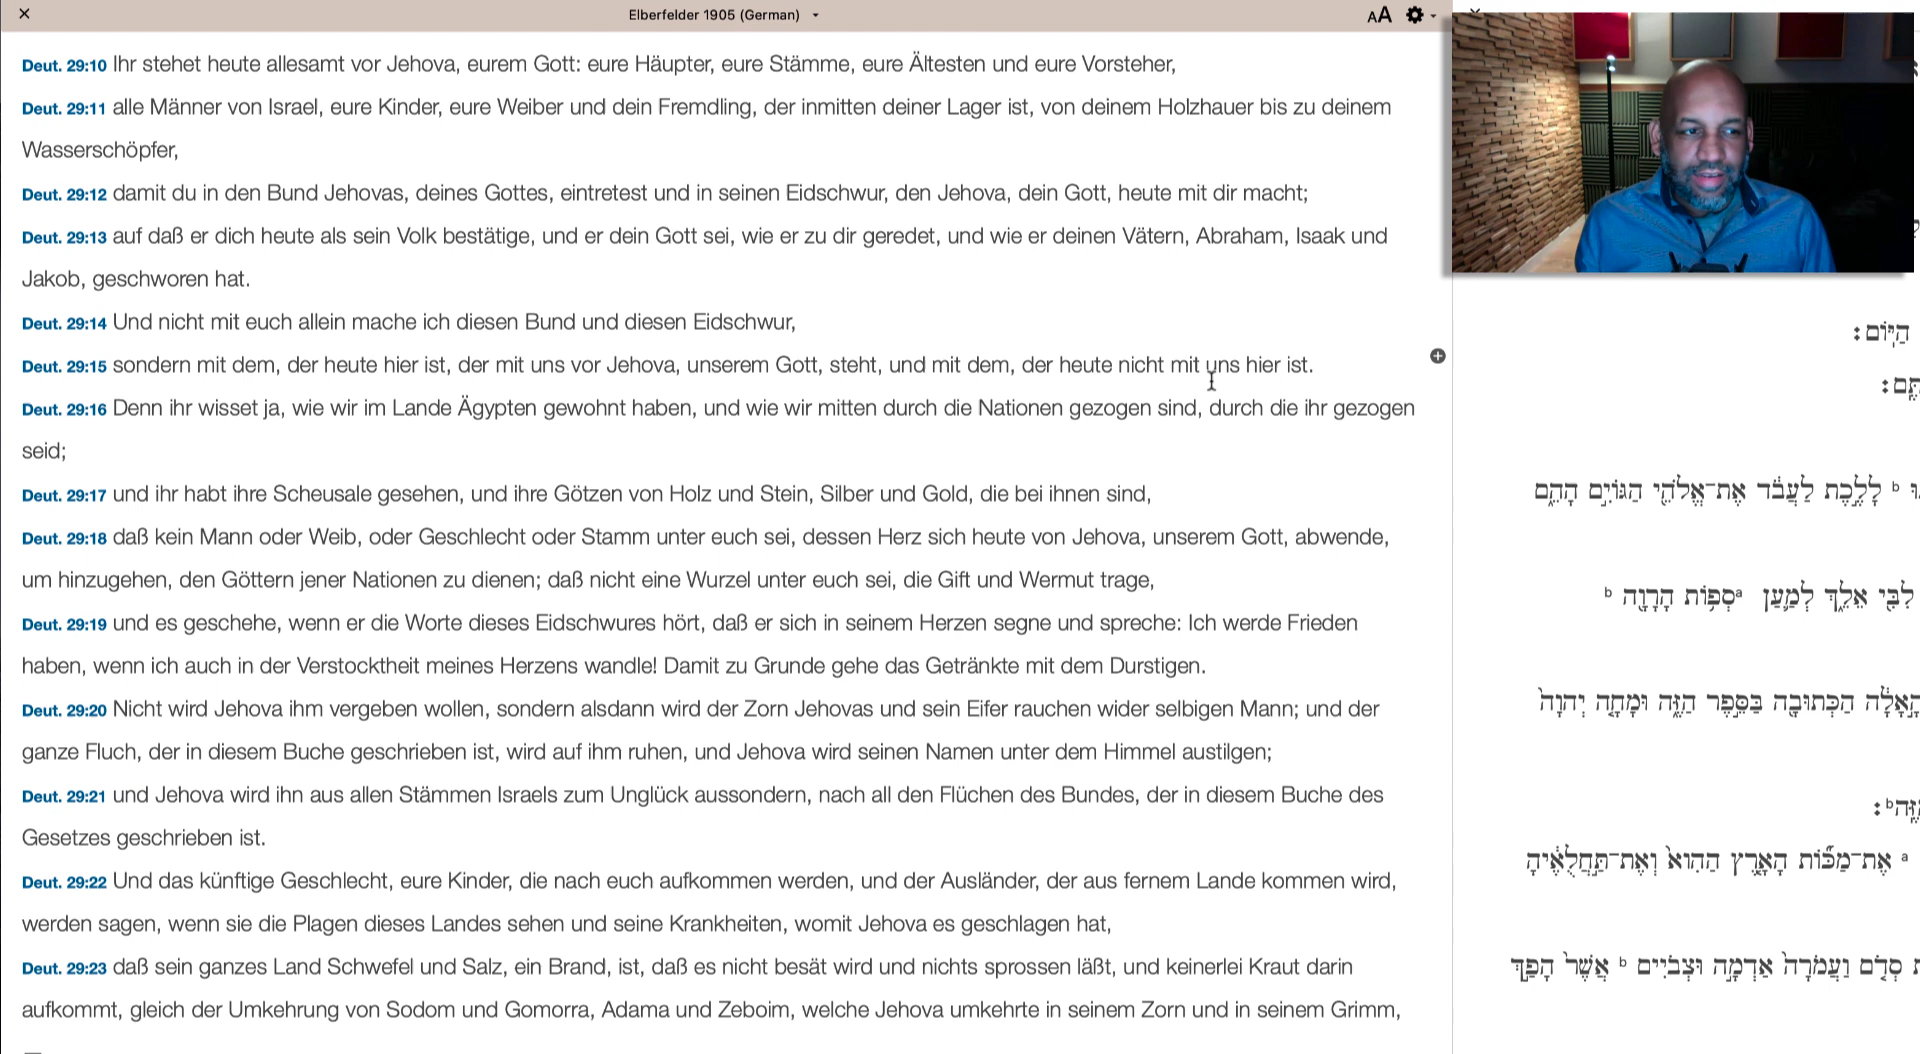 Elberfelder 1905 (German)
AA
Deut. 29:10 Ihr stehet heute allesamt vor Jehova, eurem Gott: eure Häupter, eure Stämme, eure Ältesten und eure Vorsteher,
Deut. 29:11 alle Männer von Israel, eure Kinder, eure Weiber und dein Fremdling, der inmitten deiner Lager ist, von deinem Holzhauer bis zu deinem
Wasserschöpfer,
Deut. 29:12 damit du in den Bund Jehovas, deines Gottes, eintretest und in seinen Eidschwur, den Jehova, dein Gott, heute mit dir macht;
Deut. 29:13 auf daß er dich heute als sein Volk bestätige, und er dein Gott sei, wie er zu dir geredet, und wie er deinen Vätern, Abraham, Isaak und
Jakob, geschworen hat.
Deut. 29:14 Und nicht mit euch allein mache ich diesen Bund und diesen Eidschwur,
Deut. 29:15 sondern mit dem, der heute hier ist, der mit uns vor Jehova, unserem Gott, steht, und mit dem, der heute nicht mit uns hier ist.
Deut. 29:16 Denn ihr wisset ja, wie wir im Lande Ägypten gewohnt haben, und wie wir mitten durch die Nationen gezogen sind, durch die ihr gezogen
seid;
Deut. 29:17 und ihr habt ihre Scheusale gesehen, und ihre Götzen von Holz und Stein, Silber und Gold, die bei ihnen sind,
Deut. 29:18 daß kein Mann oder Weib, oder Geschlecht oder Stamm unter euch sei, dessen Herz sich heute von Jehova, unserem Gott, abwende,
um hinzugehen, den Göttern jener Nationen zu dienen; daß nicht eine Wurzel unter euch sei, die Gift und Wermut trage,
Deut. 29:19 und es geschehe, wenn er die Worte dieses Eidschwures hört, daß er sich in seinem Herzen segne und spreche: Ich werde Frieden
haben, wenn ich auch in der Verstocktheit meines Herzens wandle! Damit zu Grunde gehe das Getränkte mit dem Durstigen.
Deut. 29:20 Nicht wird Jehova ihm vergeben wollen, sondern alsdann wird der Zorn Jehovas und sein Eifer rauchen wider selbigen Mann; und der
ganze Fluch, der in diesem Buche geschrieben ist, wird auf ihm ruhen, und Jehova wird seinen Namen unter dem Himmel austilgen;
Deut. 29:21 und Jehova wird ihn aus allen Stämmen Israels zum Unglück aussondern, nach all den Flüchen des Bundes, der in diesem Buche des
Gesetzes geschrieben ist.
Deut. 29:22 Und das künftige Geschlecht, eure Kinder, die nach euch aufkommen werden, und der Ausländer, der aus fernem Lande kommen wird,
werden sagen, wenn sie die Plagen dieses Landes sehen und seine Krankheiten, womit Jehova es geschlagen hat,
Deut. 29:23 daß sein ganzes Land Schwefel und Salz, ein Brand, ist, daß es nicht besät wird und nichts sprossen läßt, und keinerlei Kraut darin
aufkommt, gleich der Umkehrung von Sodom und Gomorra, Adama und Zeboim, welche Jehova umkehrte in seinem Zorn und in seinem Grimm,
הַיּ֑וֹם׃
b לָלֶ֣כֶת לַעֲבֹ֔ד אֶת־אֱלֹהֵ֖י הַגּוֹיִ֣ם הָהֵ֑ם
לִבִּ֖י אֵלֵ֑ךְ לְמַ֛עַן aסְפ֥וֹת הָרָוָ֖ה b
הָאָלָ֔ה הַכְּתוּבָ֖ה בַּסֵּ֣פֶר הַזֶּ֑ה וּמָחָ֤ה יְהוָה֙
a אֶת־מַכּ֞וֹת הָאָ֤רֶץ הַהִוא֙ וְאֶת־תַּ֣חֲלֻאֶ֔יהָ
סְדֹ֤ם וַעֲמֹרָה֙ אַדְמָ֣ה וּצְבֹיִ֔ים b אֲשֶׁר֙ הָפַ֣ךְ